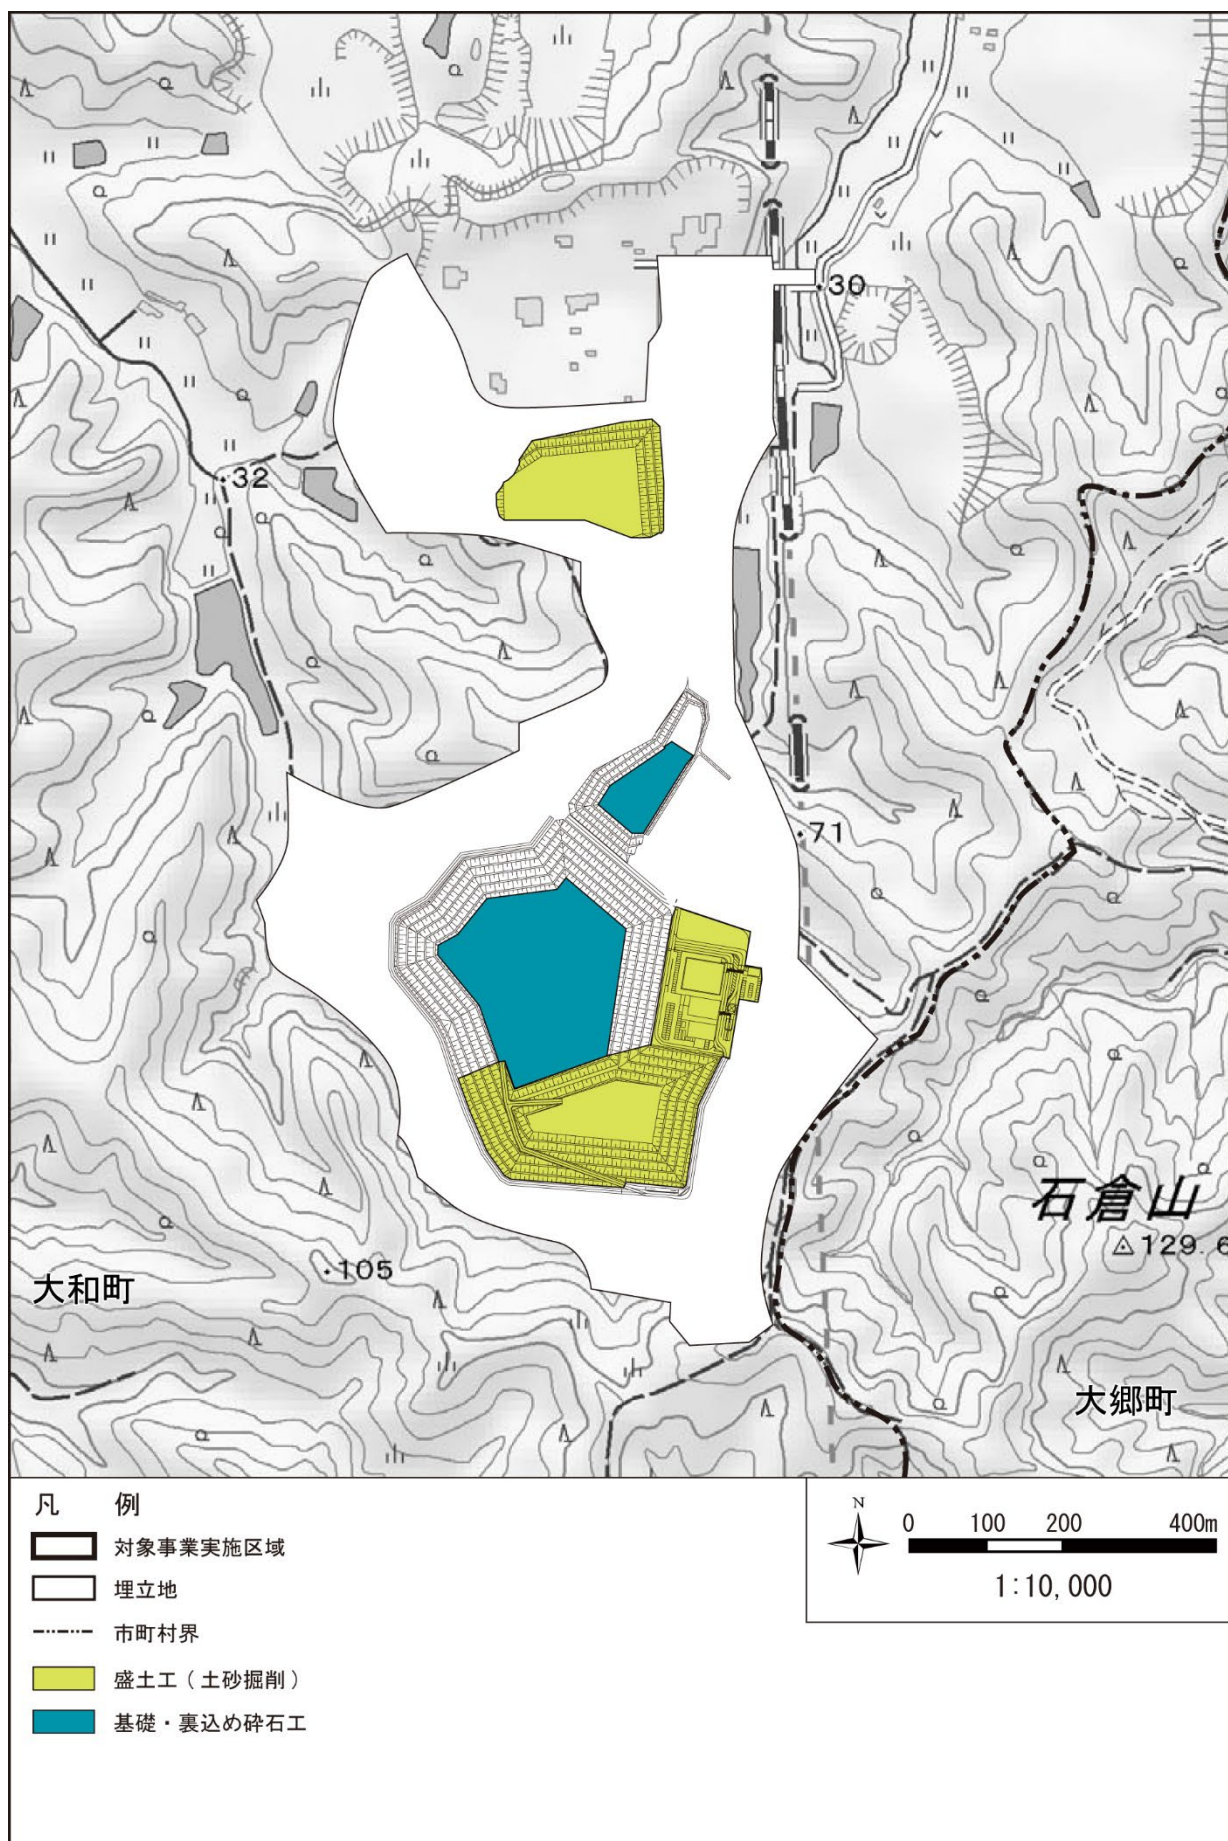 30
32
71
石倉山
129.6
105
大和町
大郷町
凡 例
対象事業実施区域
埋立地
市町村界
盛土工（土砂掘削）
基礎・裏込め砕石工
N
0 100 200 400m
1:10,000